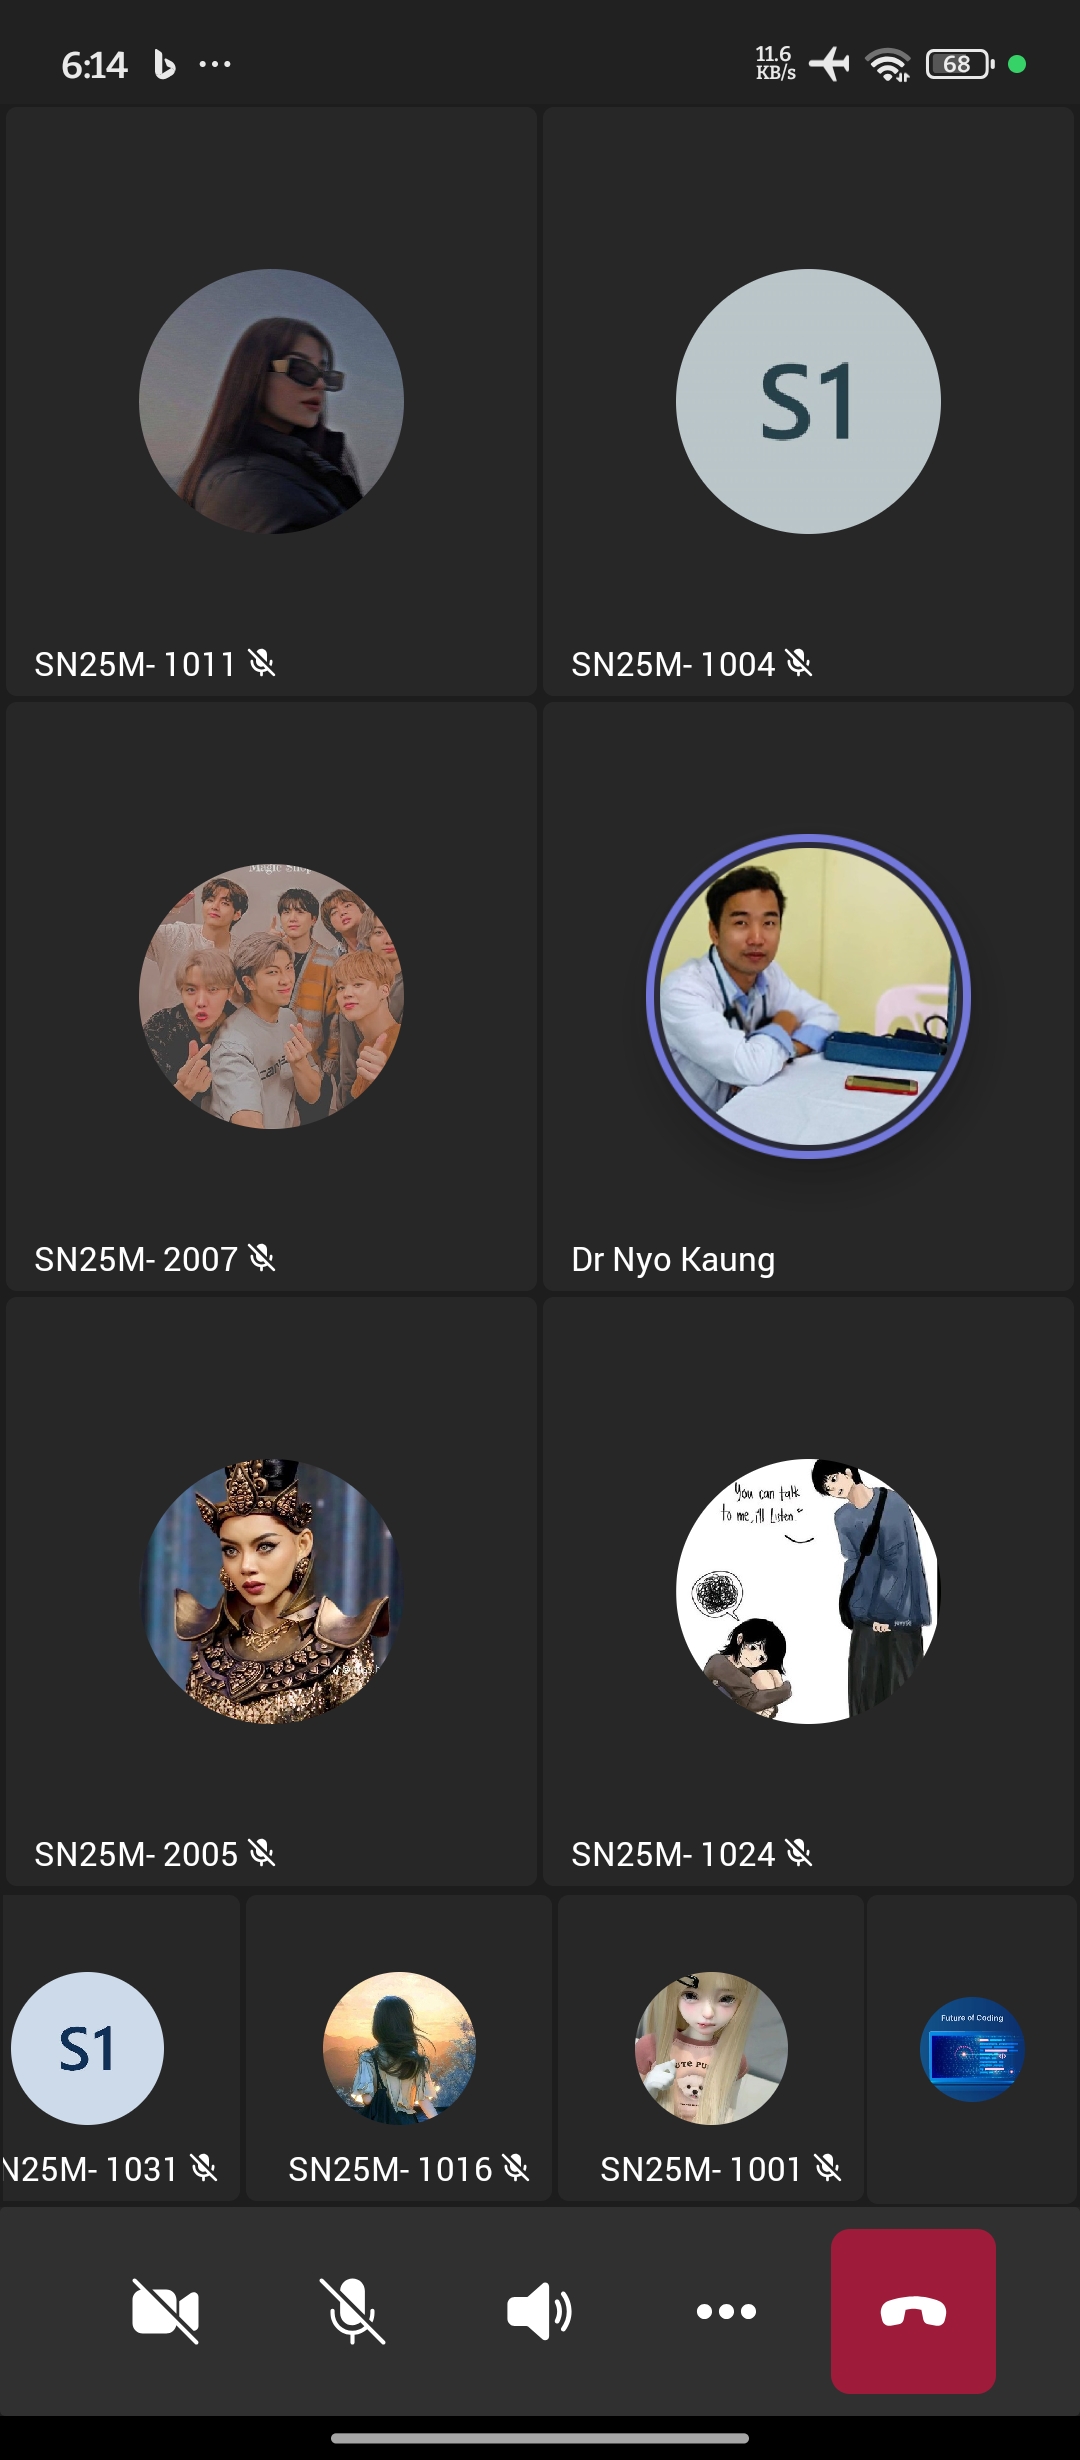 6:14
11.6
KB/s
68
S1
SN25M- 1011
SN25M- 1004
Magic Shop
SN25M- 2007
Dr Nyo Kaung
You can talk
to me, i'll listen."
SN25M- 2005
SN25M- 1024
S1
Future of Coding
N25M- 1031
SN25M- 1016
SN25M- 1001